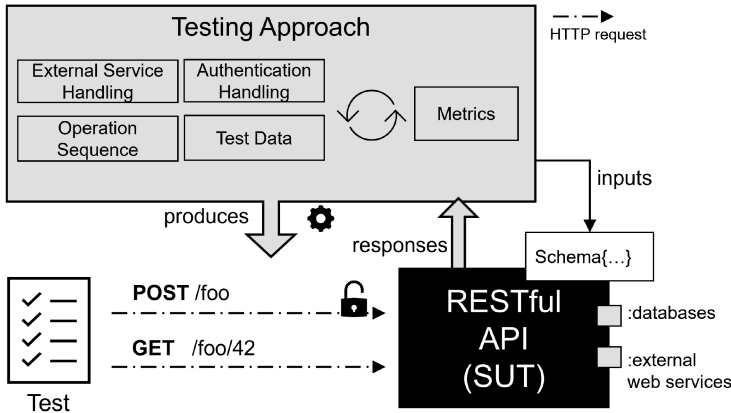 Testing Approach
HTTP request
External Service
Handling
Authentication
Handling
Operation
Sequence
Test Data
Metrics
produces
responses
inputs
Schema{...}
POST /foo
GET /foo/42
Test
RESTful
API
(SUT)
:databases
:external
web services